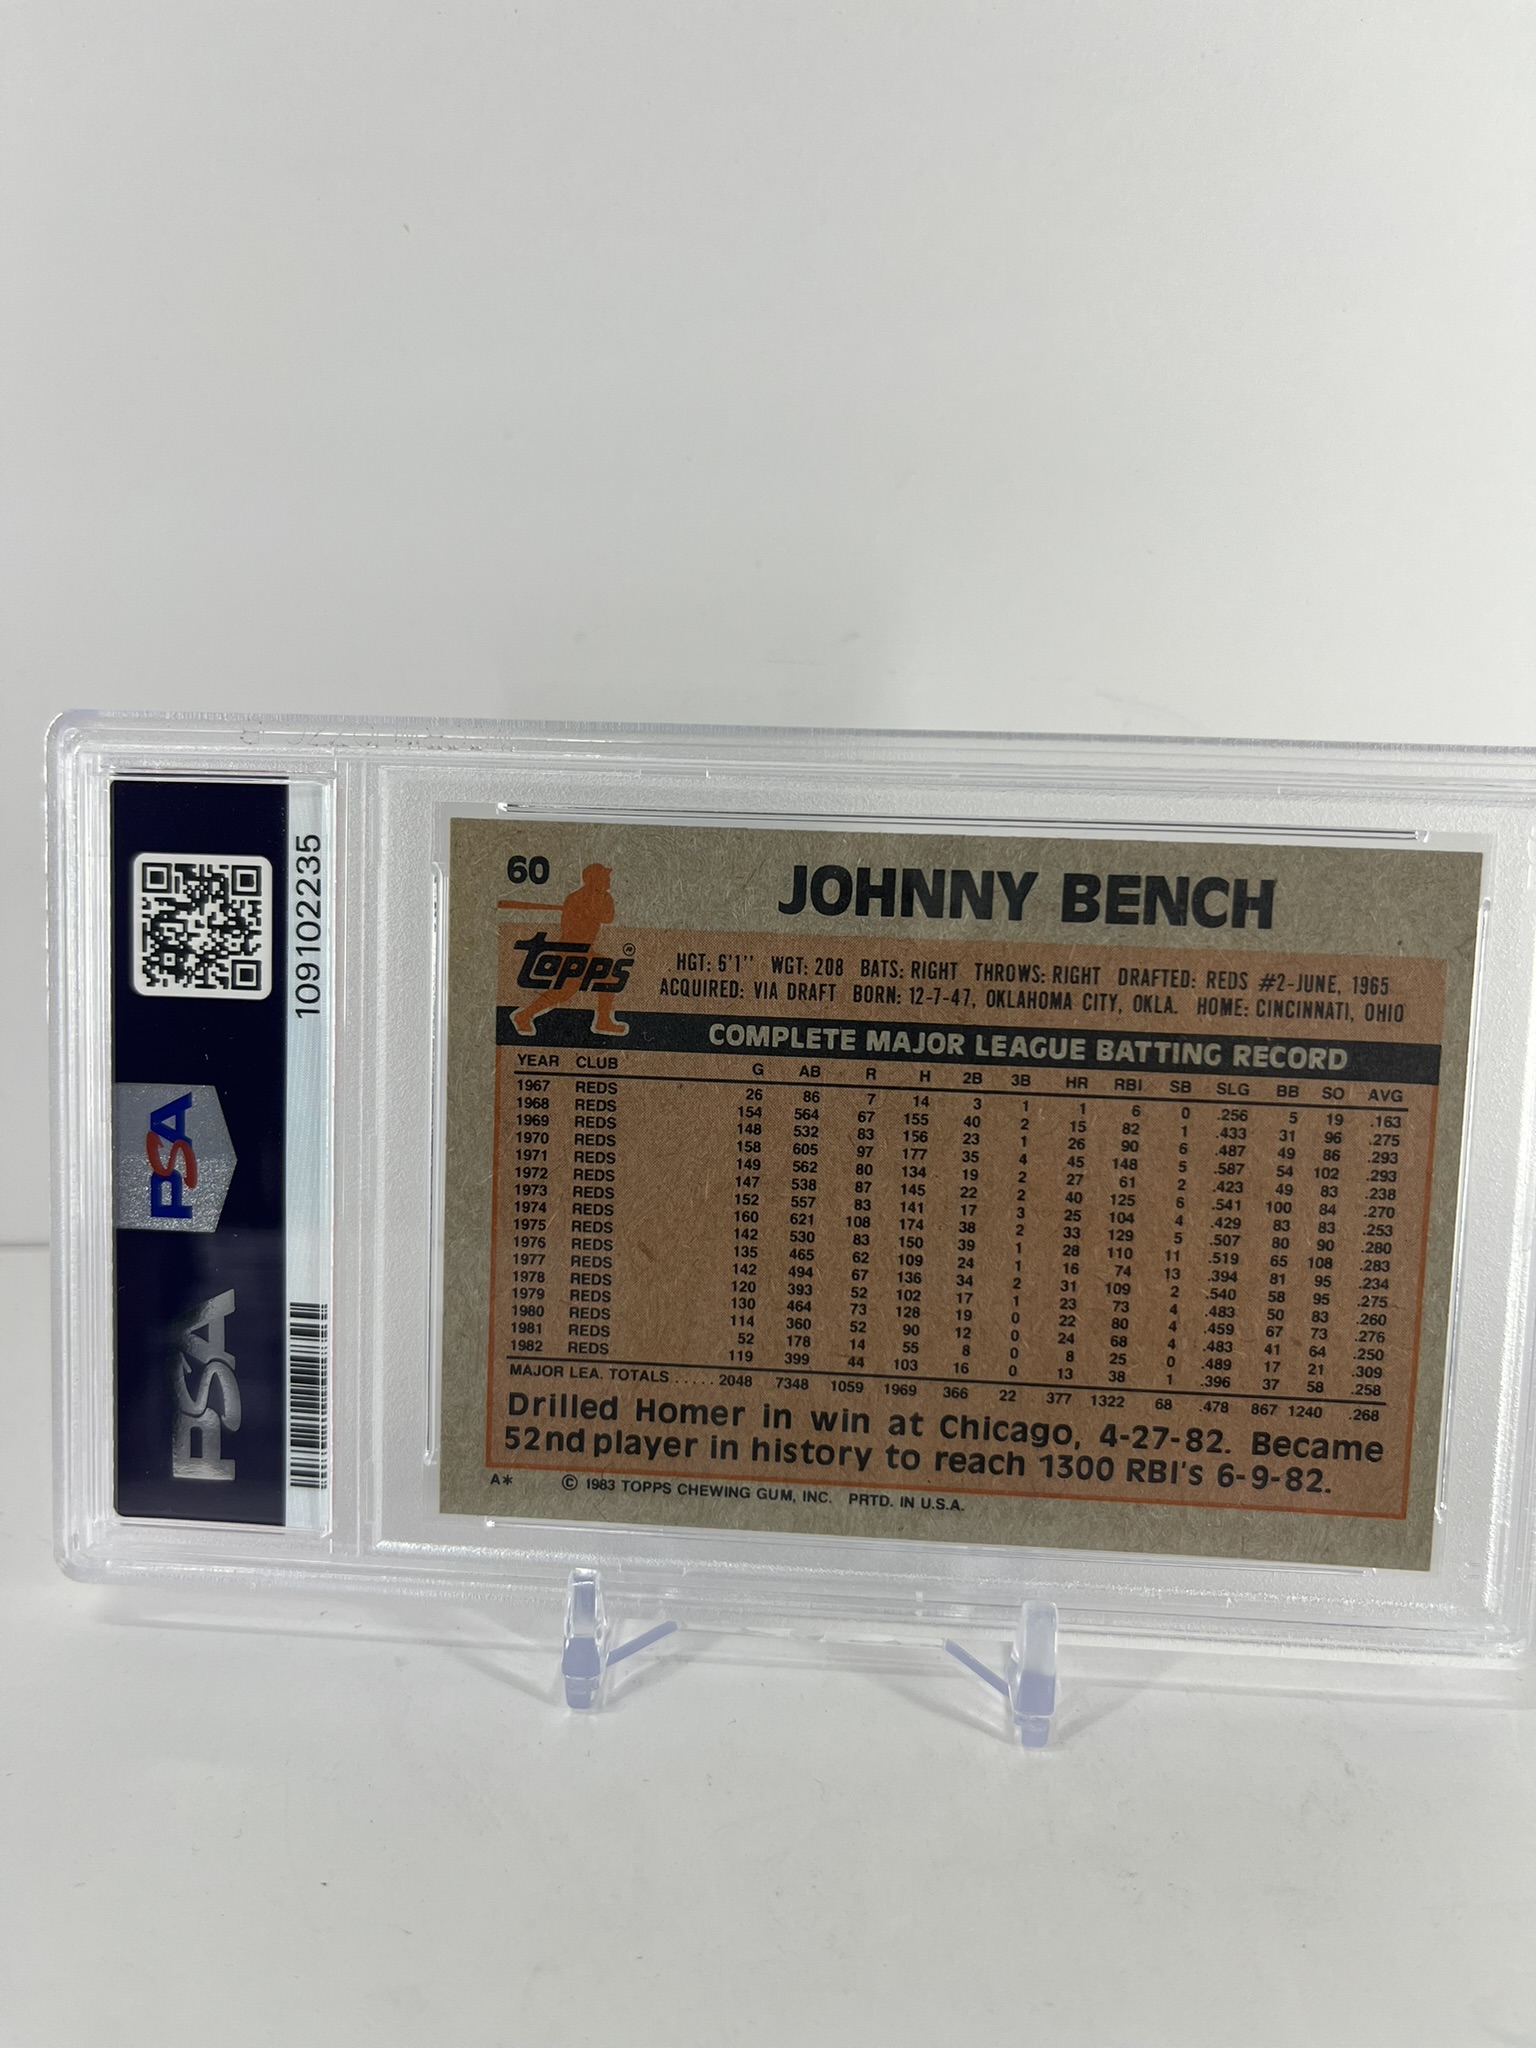 109102235
PSA
PSA
60
JOHNNY BENCH
topps®
HGT: 6'1'' WGT: 208 BATS: RIGHT THROWS: RIGHT DRAFTED: REDS #2-JUNE, 1965
ACQUIRED: VIA DRAFT BORN: 12-7-47, OKLAHOMA CITY, OKLA. HOME: CINCINNATI, OHIO
COMPLETE MAJOR LEAGUE BATTING RECORD
YEAR CLUB G AB R H 2B 3B HR RBI SB SLG BB SO AVG
1967 REDS 26 86 7 14 3 1 1 6 0 .256 5 19 .163
1968 REDS 154 564 67 155 40 2 15 82 1 .433 31 96 .275
1969 REDS 148 532 83 156 23 1 26 90 6 .487 49 86 .293
1970 REDS 158 605 97 177 35 4 45 148 5 .587 54 102 .293
1971 REDS 149 562 80 134 19 2 27 61 2 .423 49 83 .238
1972 REDS 147 538 87 145 22 2 40 125 6 .541 100 84 .270
1973 REDS 152 557 83 141 17 3 25 104 4 .429 83 83 .253
1974 REDS 160 621 108 174 38 2 33 129 5 .507 80 90 .280
1975 REDS 142 530 83 150 39 1 28 110 11 .519 65 108 .283
1976 REDS 135 465 62 109 24 1 16 74 13 .394 81 95 .234
1977 REDS 142 494 67 136 34 2 31 109 2 .540 58 95 .275
1978 REDS 120 393 52 102 17 1 23 73 4 .483 50 83 .260
1979 REDS 130 464 73 128 19 0 22 80 4 .459 67 73 .276
1980 REDS 114 360 52 90 12 0 24 68 4 .483 41 64 .250
1981 REDS 52 178 14 55 8 0 8 25 0 .489 17 21 .309
1982 REDS 119 399 44 103 16 0 13 38 1 .396 37 58 .258
MAJOR LEA. TOTALS ..... 2048 7348 1059 1969 366 22 377 1322 68 .478 867 1240 .268
Drilled Homer in win at Chicago, 4-27-82. Became
52nd player in history to reach 1300 RBI's 6-9-82.
A* © 1983 TOPPS CHEWING GUM, INC. PRTD. IN U.S.A.